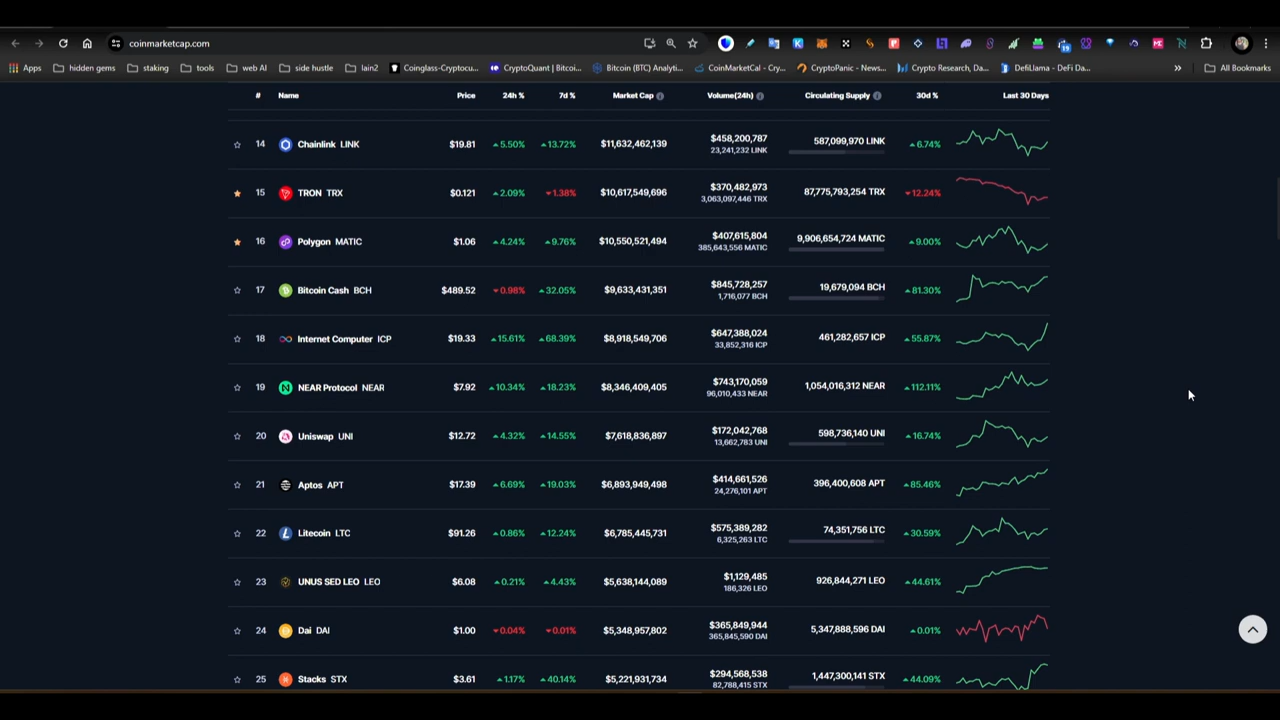 coinmarketcap.com
19
Apps hidden gems staking tools web AI side hustle lain2 Coinglass-Cryptocu... CryptoQuant | Bitcoi... Bitcoin (BTC) Analyti... CoinMarketCal - Cry... CryptoPanic - News... Crypto Research, Da... DefiLlama - DeFi Da... » All Bookmarks
# Name Price 24h % 7d % Market Cap Volume(24h) Circulating Supply 30d % Last 30 Days
14 Chainlink LINK $19.81 5.50% 13.72% $11,632,462,139 $458,200,787 587,099,970 LINK 6.74%
23,241,232 LINK
15 TRON TRX $0.121 2.09% 1.38% $10,617,549,696 $370,482,973 87,775,793,254 TRX 12.24%
3,063,097,446 TRX
16 Polygon MATIC $1.06 4.24% 9.76% $10,550,521,494 $407,615,804 9,906,654,724 MATIC 9.00%
385,643,556 MATIC
17 Bitcoin Cash BCH $489.52 0.98% 32.05% $9,633,431,351 $845,728,257 19,679,094 BCH 81.30%
1,716,077 BCH
18 Internet Computer ICP $19.33 15.61% 68.39% $8,918,549,706 $647,388,024 461,282,657 ICP 55.87%
33,852,316 ICP
19 NEAR Protocol NEAR $7.92 10.34% 18.23% $8,346,409,405 $743,170,059 1,054,016,312 NEAR 112.11%
96,010,433 NEAR
20 Uniswap UNI $12.72 4.32% 14.55% $7,618,836,897 $172,042,768 598,736,140 UNI 16.74%
13,662,783 UNI
21 Aptos APT $17.39 6.69% 19.03% $6,893,949,498 $414,661,526 396,400,608 APT 85.46%
24,276,101 APT
22 Litecoin LTC $91.26 0.86% 12.24% $6,785,445,731 $575,389,282 74,351,756 LTC 30.59%
6,325,263 LTC
23 UNUS SED LEO LEO $6.08 0.21% 4.43% $5,638,144,089 $1,129,485 926,844,271 LEO 44.61%
186,326 LEO
24 Dai DAI $1.00 0.04% 0.01% $5,348,957,802 $365,849,944 5,347,888,596 DAI 0.01%
365,845,590 DAI
25 Stacks STX $3.61 1.17% 40.14% $5,221,931,734 $294,568,538 1,447,300,141 STX 44.09%
82,788,415 STX